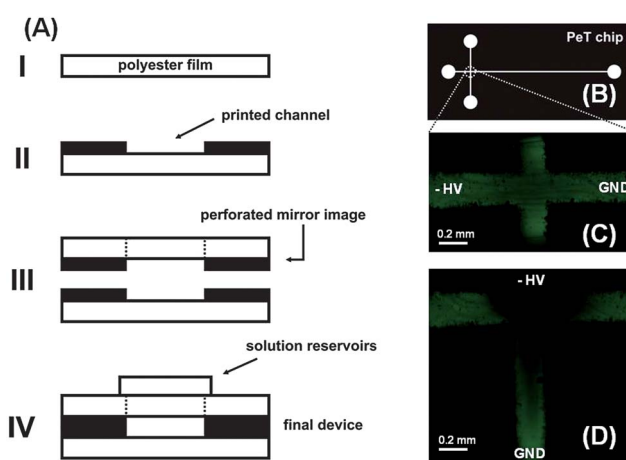 (A)
I
polyester film
II
printed channel
III
perforated mirror image
IV
solution reservoirs
final device
PeT chip
(B)
- HV
GND
0.2 mm
(C)
- HV
0.2 mm
GND
(D)